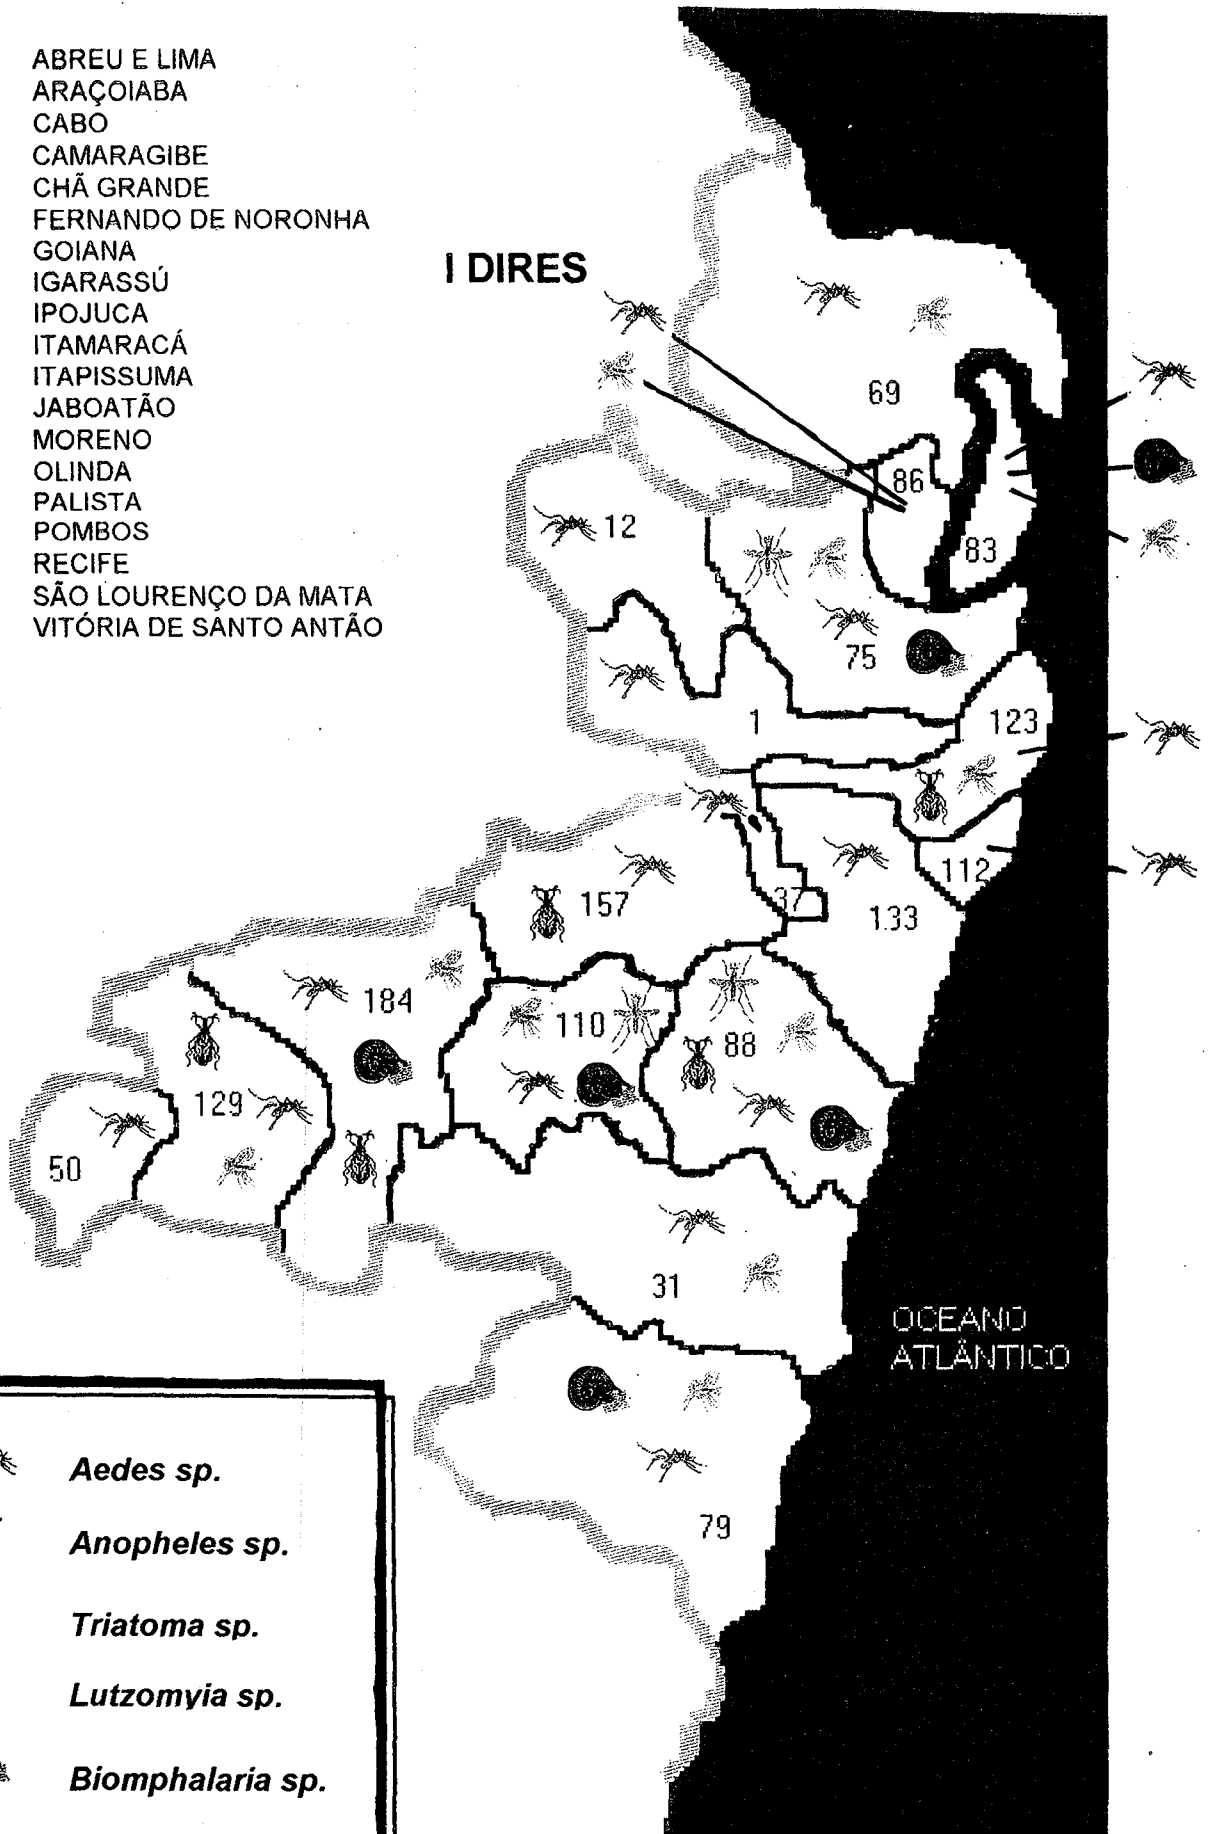 ABREU E LIMA
ARAÇOIABA
CABO
CAMARAGIBE
CHÃ GRANDE
FERNANDO DE NORONHA
GOIANA
IGARASSÚ
IPOJUCA
ITAMARACÁ
ITAPISSUMA
JABOATÃO
MORENO
OLINDA
PALISTA
POMBOS
RECIFE
SÃO LOURENÇO DA MATA
VITÓRIA DE SANTO ANTÃO
I DIRES
69
86
12
83
75
1
123
112
37
157
133
184
110
88
129
50
31
OCEANO
ATLÂNTICO
79
Aedes sp.
Anopheles sp.
Triatoma sp.
Lutzomyia sp.
Biomphalaria sp.